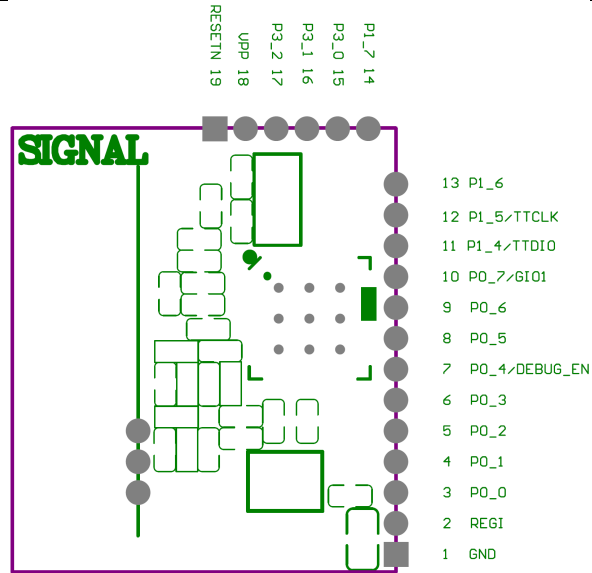 RESETN 19
VPP 18
P3_2 17
P3_1 16
P3_0 15
P1_7 14
SIGNAL
13 P1_6
12 P1_5/TTCLK
11 P1_4/TTDIO
10 P0_7/GIO1
9 P0_6
8 P0_5
7 P0_4/DEBUG_EN
6 P0_3
5 P0_2
4 P0_1
3 P0_0
2 REGI
1 GND